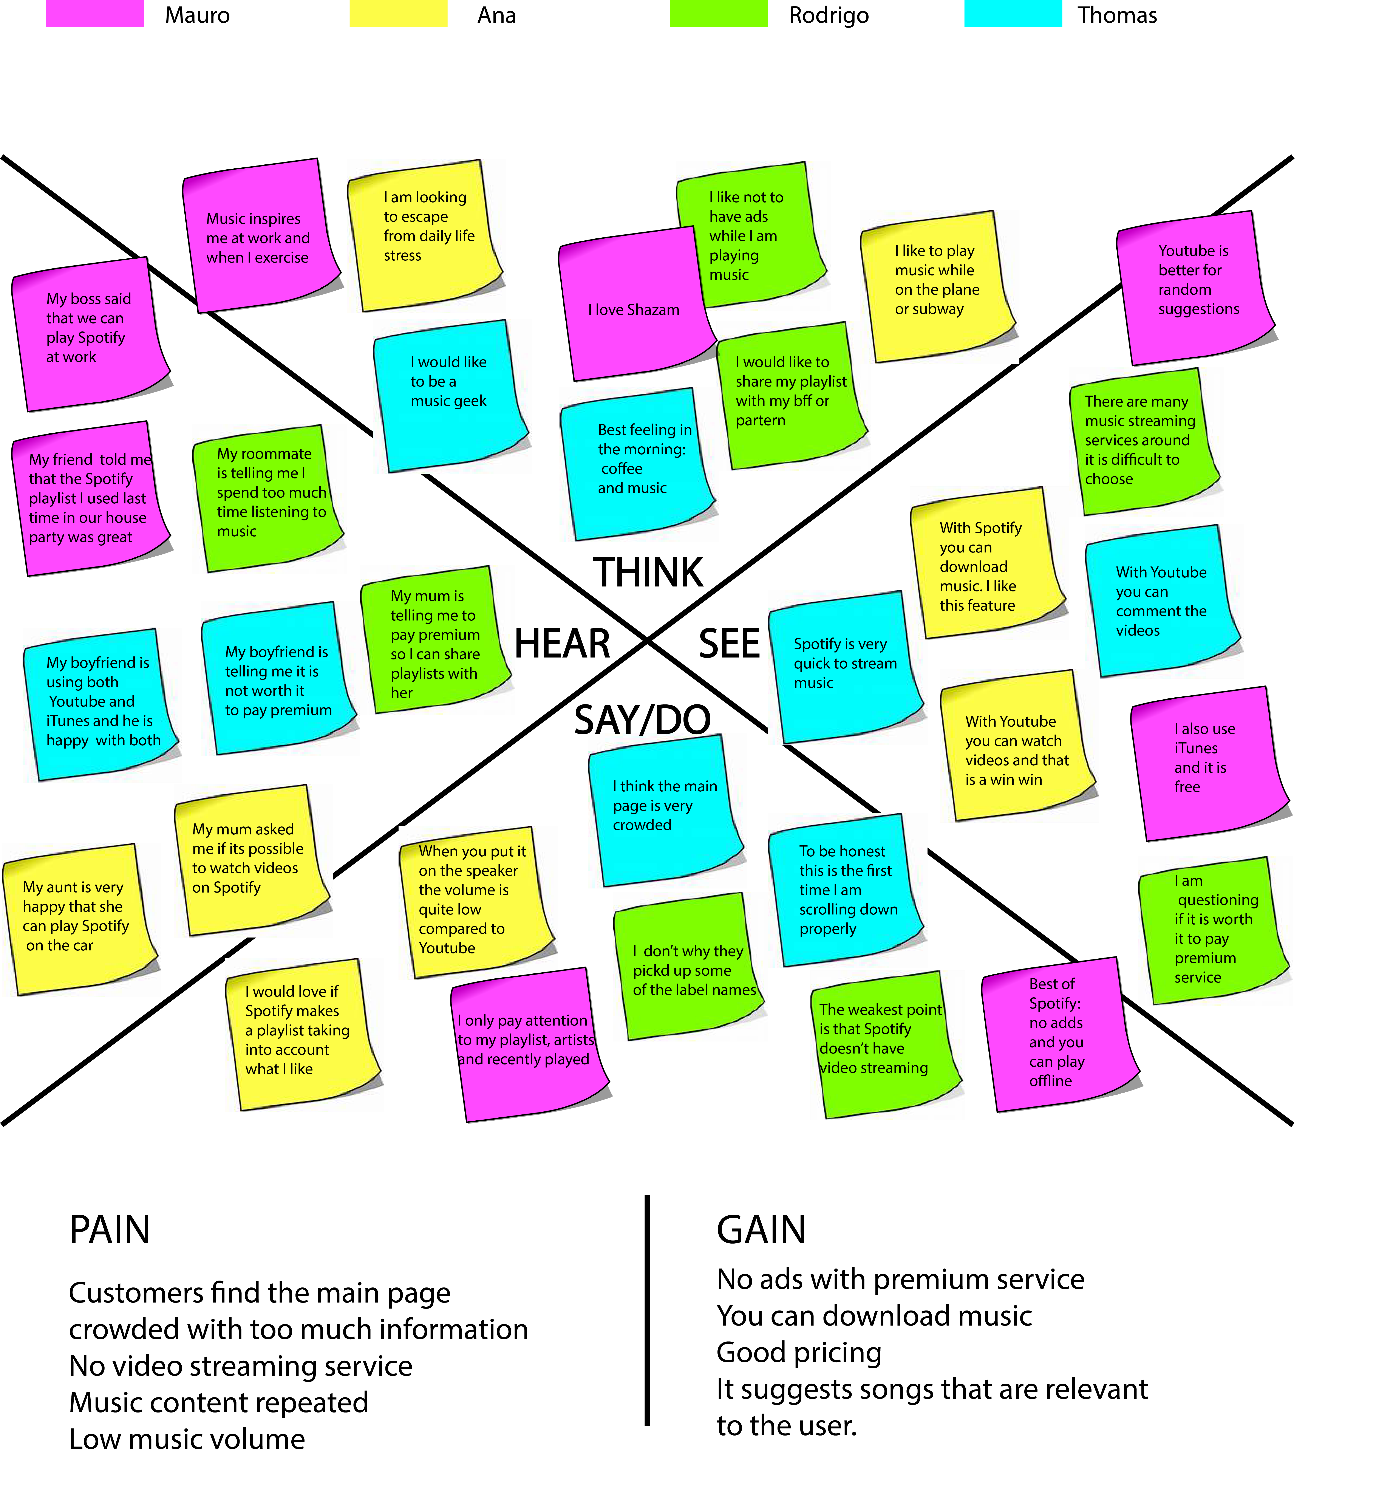 Mauro
Ana
Rodrigo
Thomas
Music inspires
me at work and
when I exercise
I am looking
to escape
from daily life
stress
I like not to
have ads
while I am
playing
music
I love Shazam
I like to play
music while
on the plane
or subway
Youtube is
better for
random
suggestions
My boss said
that we can
play Spotify
at work
I would like
to be a
music geek
I would like to
share my playlist
with my bff or
partern
Best feeling in
the morning:
coffee
and music
There are many
music streaming
services around
it is difficult to
choose
My friend told me
that the Spotify
playlist I used last
time in our house
party was great
My roommate
is telling me I
spend too much
time listening to
music
With Spotify
you can
download
music. I like
this feature
With Youtube
you can
comment the
videos
THINK
HEAR
SEE
SAY/DO
My mum is
telling me to
pay premium
so I can share
playlists with
her
My boyfriend is
using both
Youtube and
iTunes and he is
happy with both
My boyfriend is
telling me it is
not worth it
to pay premium
Spotify is very
quick to stream
music
With Youtube
you can watch
videos and that
is a win win
I also use
iTunes
and it is
free
I think the main
page is very
crowded
My mum asked
me if its possible
to watch videos
on Spotify
My aunt is very
happy that she
can play Spotify
on the car
When you put it
on the speaker
the volume is
quite low
compared to
Youtube
To be honest
this is the first
time I am
scrolling down
properly
I am
questioning
if it is worth
it to pay
premium
service
I don't why they
pickd up some
of the label names
I would love if
Spotify makes
a playlist taking
into account
what I like
I only pay attention
to my playlist, artists
and recently played
The weakest point
is that Spotify
doesn't have
video streaming
Best of
Spotify:
no adds
and you
can play
offline
PAIN
Customers find the main page
crowded with too much information
No video streaming service
Music content repeated
Low music volume
GAIN
No ads with premium service
You can download music
Good pricing
It suggests songs that are relevant
to the user.